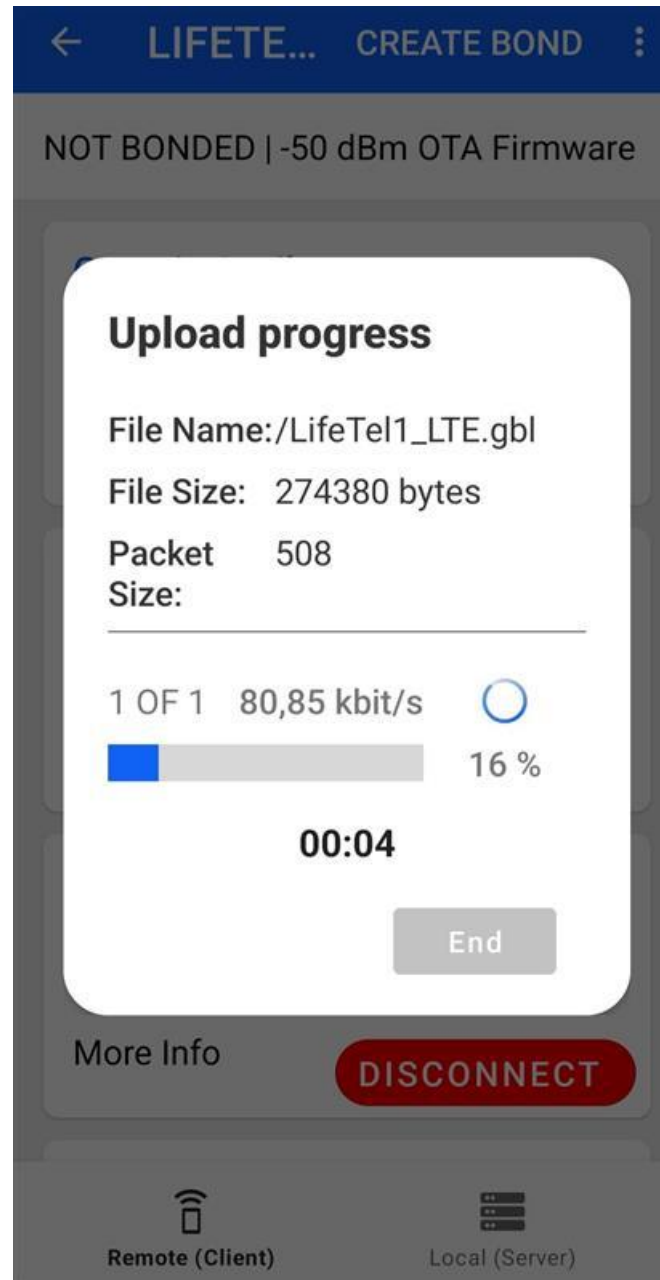 LIFETE... CREATE BOND
NOT BONDED | -50 dBm OTA Firmware
Upload progress
File Name:/LifeTel1_LTE.gbl
File Size: 274380 bytes
Packet 508
Size:
1 OF 1 80,85 kbit/s
16 %
00:04
End
More Info
DISCONNECT
Remote (Client) Local (Server)